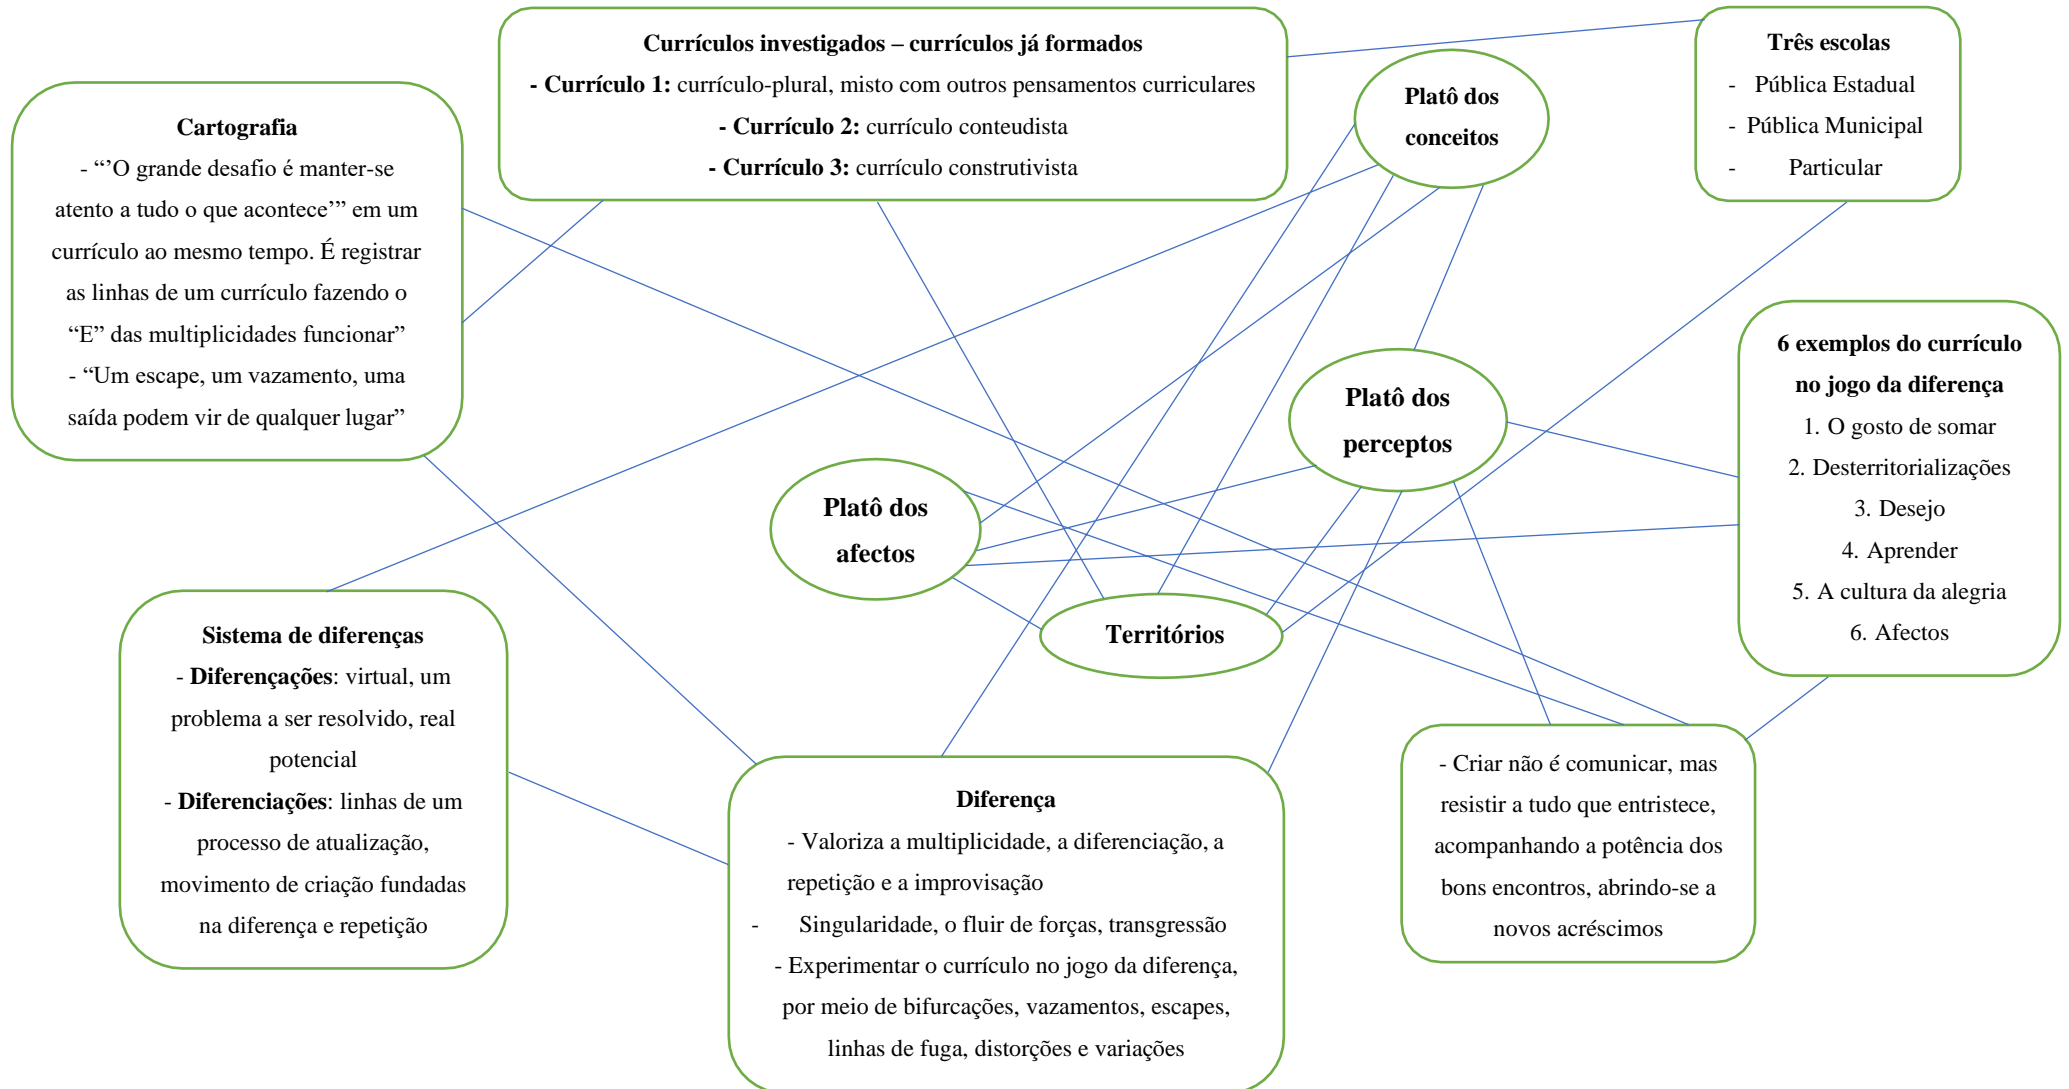 Currículos investigados – currículos já formados
- Currículo 1: currículo-plural, misto com outros pensamentos curriculares
- Currículo 2: currículo conteudista
- Currículo 3: currículo construtivista
Três escolas
- Pública Estadual
- Pública Municipal
- Particular
Platô dos
conceitos
Cartografia
- “’O grande desafio é manter-se
atento a tudo o que acontece’” em um
currículo ao mesmo tempo. É registrar
as linhas de um currículo fazendo o
“E” das multiplicidades funcionar”
- “Um escape, um vazamento, uma
saída podem vir de qualquer lugar”
6 exemplos do currículo
no jogo da diferença
1. O gosto de somar
2. Desterritorializações
3. Desejo
4. Aprender
5. A cultura da alegria
6. Afectos
Platô dos
perceptos
Platô dos
afectos
Territórios
Sistema de diferenças
- Diferençações: virtual, um
problema a ser resolvido, real
potencial
- Diferenciações: linhas de um
processo de atualização,
movimento de criação fundadas
na diferença e repetição
Diferença
- Valoriza a multiplicidade, a diferenciação, a
repetição e a improvisação
- Singularidade, o fluir de forças, transgressão
- Experimentar o currículo no jogo da diferença,
por meio de bifurcações, vazamentos, escapes,
linhas de fuga, distorções e variações
- Criar não é comunicar, mas
resistir a tudo que entristece,
acompanhando a potência dos
bons encontros, abrindo-se a
novos acréscimos